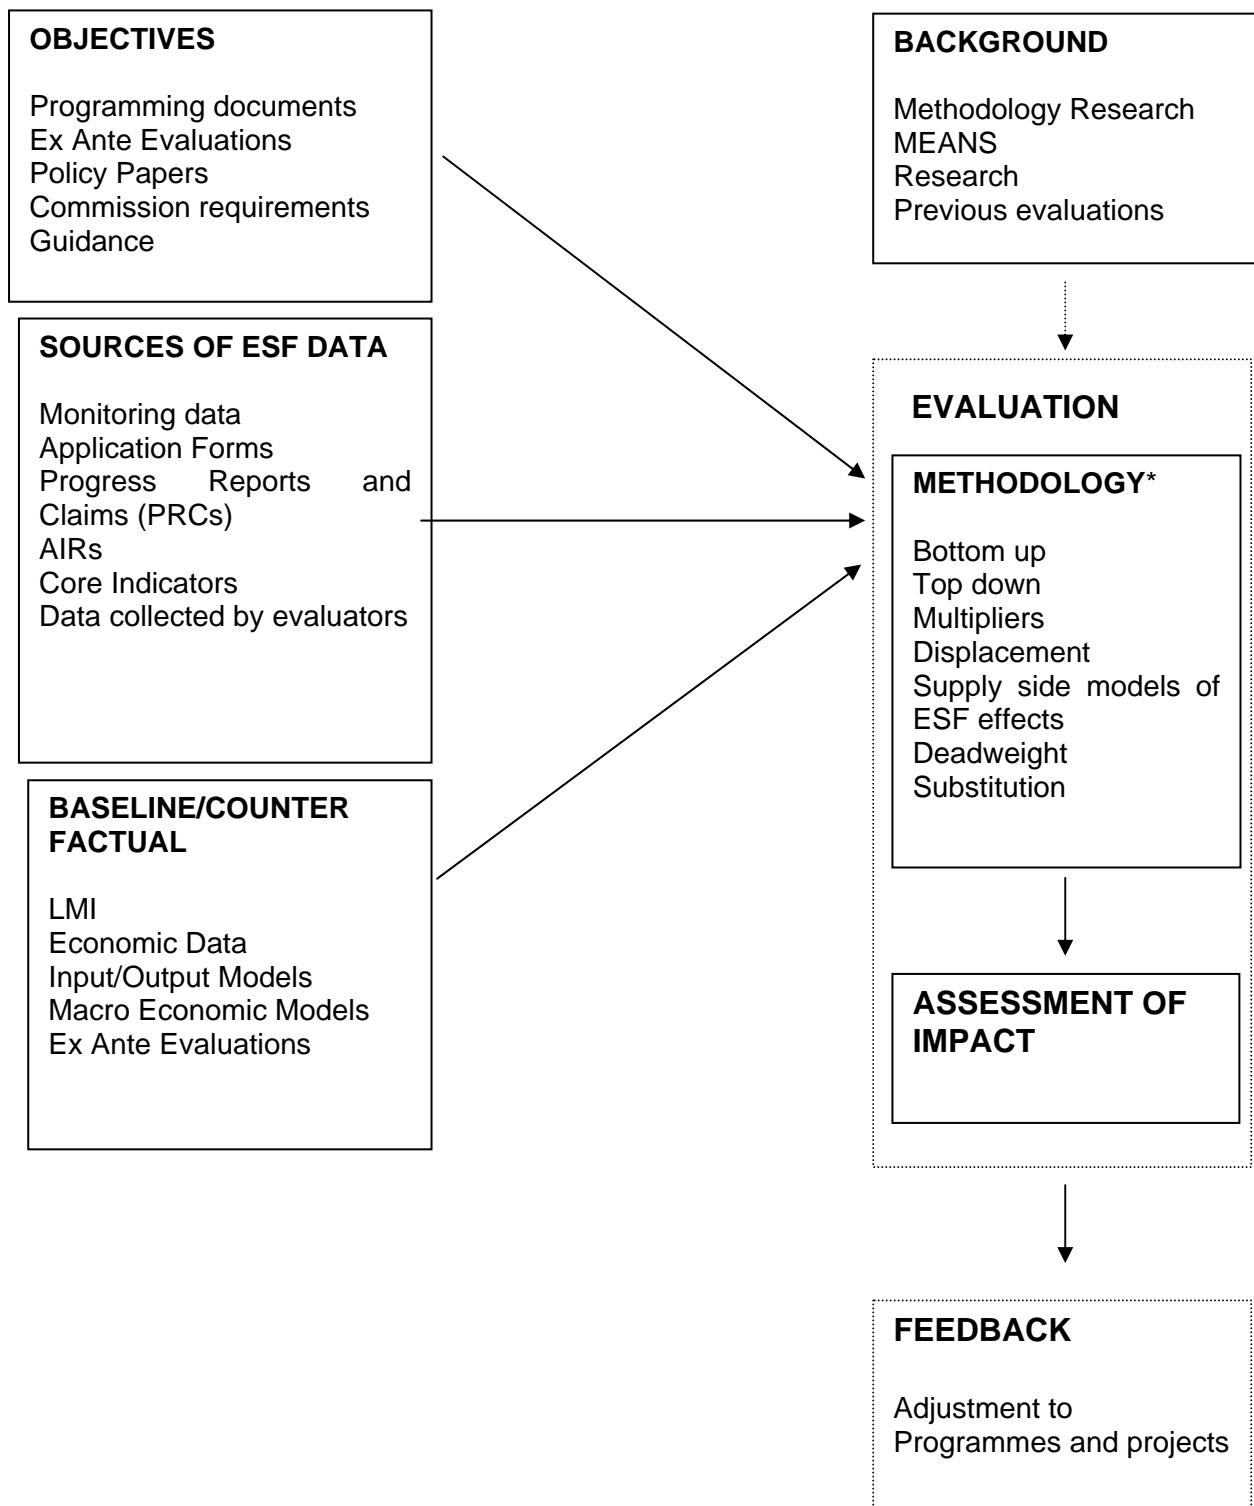 OBJECTIVES
Programming documents
Ex Ante Evaluations
Policy Papers
Commission requirements
Guidance
SOURCES OF ESF DATA
Monitoring data
Application Forms
Progress Reports and
Claims (PRCs)
AIRs
Core Indicators
Data collected by evaluators
BASELINE/COUNTER
FACTUAL
LMI
Economic Data
Input/Output Models
Macro Economic Models
Ex Ante Evaluations
BACKGROUND
Methodology Research
MEANS
Research
Previous evaluations
EVALUATION
METHODOLOGY*
Bottom up
Top down
Multipliers
Displacement
Supply side models of
ESF effects
Deadweight
Substitution
ASSESSMENT OF
IMPACT
FEEDBACK
Adjustment to
Programmes and projects